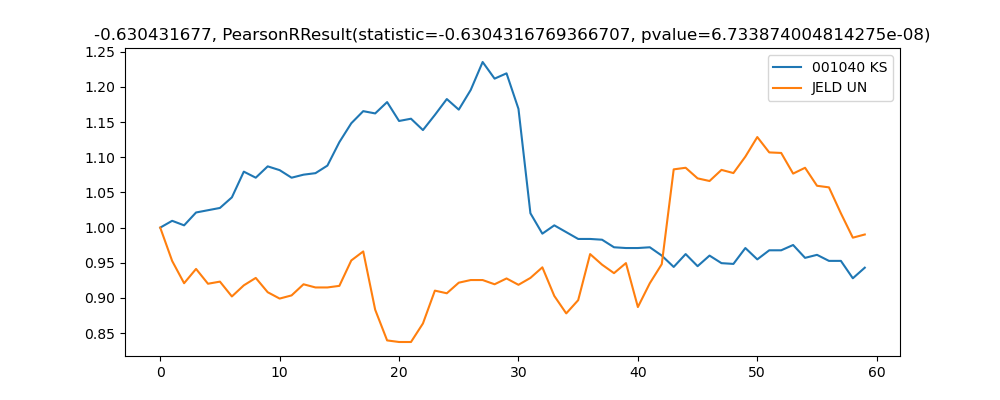 -0.630431677, PearsonRResult(statistic=-0.6304316769366707, pvalue=6.733874004814275e-08)
1.25
1.20
1.15
1.10
1.05
1.00
0.95
0.90
0.85
001040 KS
JELD UN
0 10 20 30 40 50 60